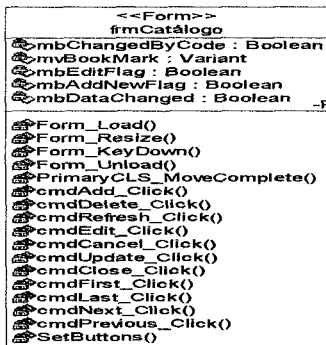 <<Form>>
frmCatálogo
mbChangedByCode : Boolean
mvBookMark : Variant
mbEditFlag : Boolean
mbAddNewFlag : Boolean
mbDataChanged : Boolean
Form_Load()
Form_Resize()
Form_KeyDown()
Form_Unload()
PrimaryCLS_MoveComplete()
cmdAdd_Click()
cmdDelete_Click()
cmdRefresh_Click()
cmdEdit_Click()
cmdCancel_Click()
cmdUpdate_Click()
cmdClose_Click()
cmdFirst_Click()
cmdLast_Click()
cmdNext_Click()
cmdPrevious_Click()
SetButtons()